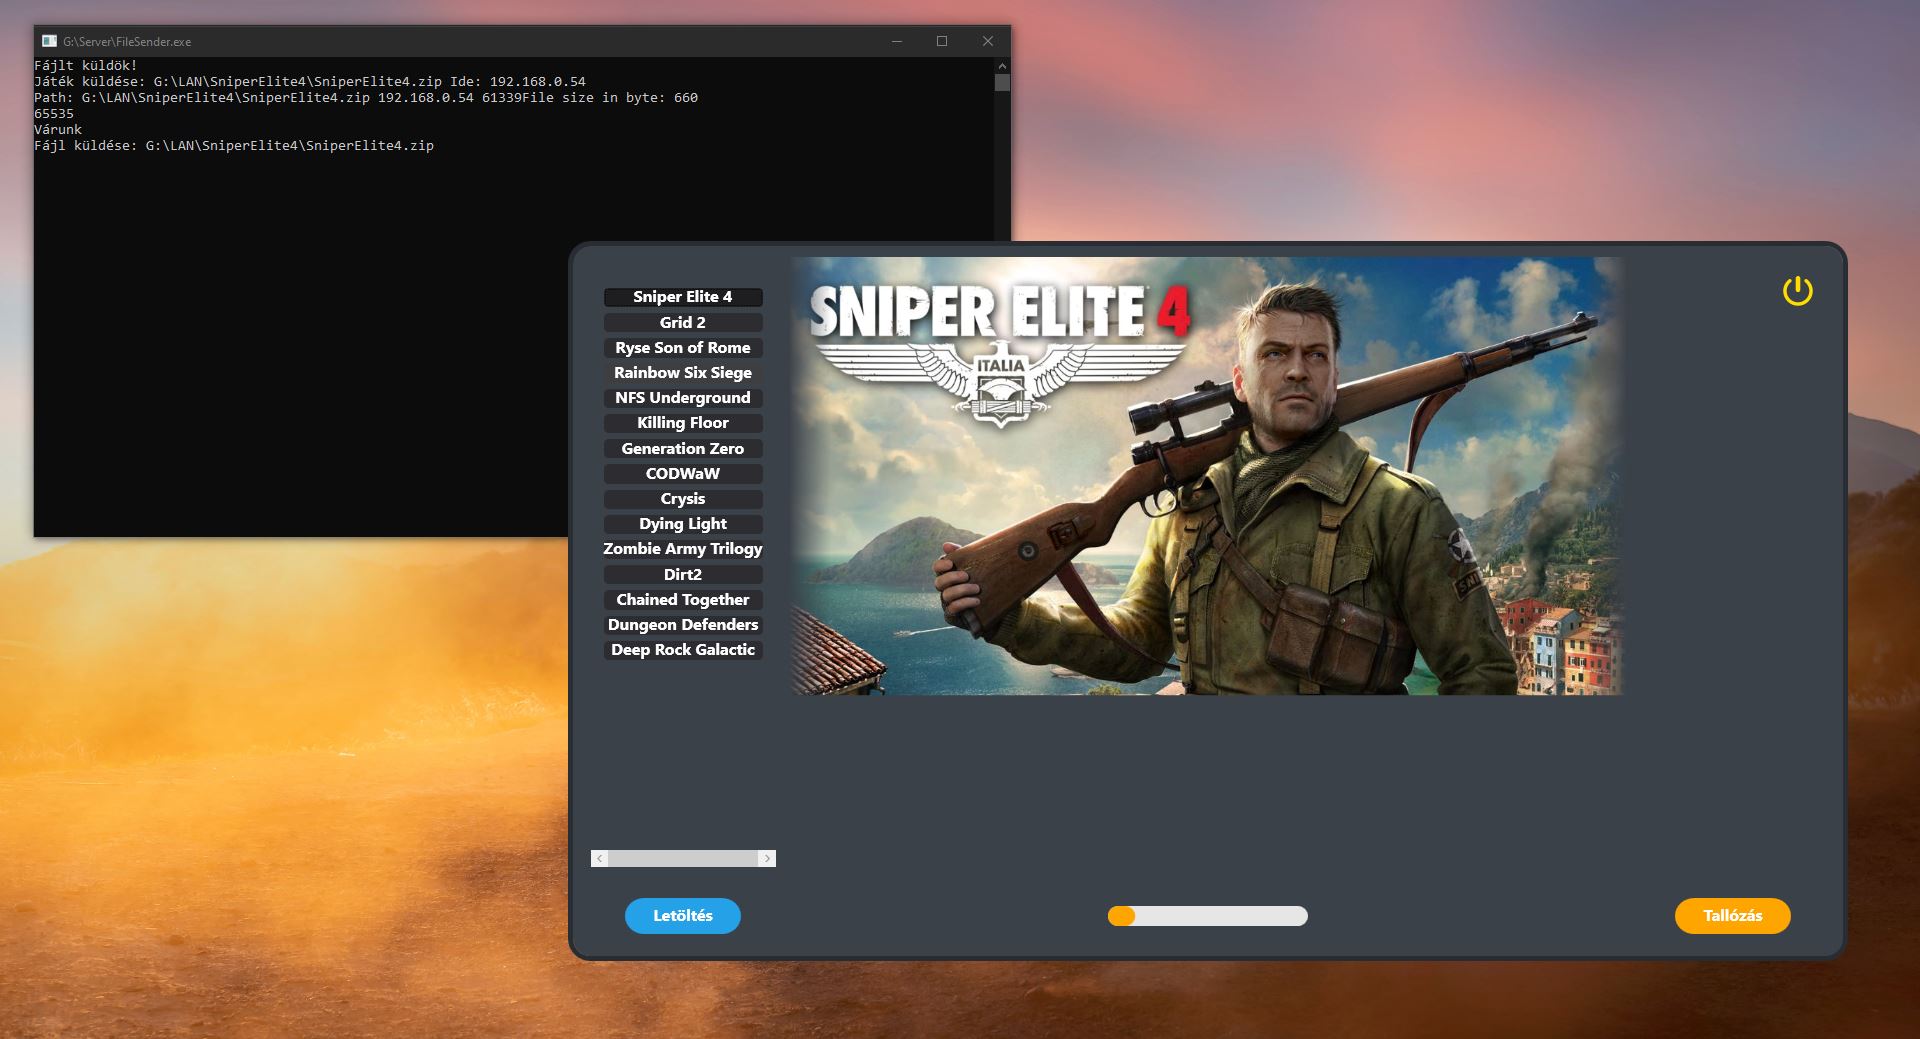 G:\Server\FileSender.exe
Fájlt küldök!
Játék küldése: G:\LAN\SniperElite4\SniperElite4.zip Ide: 192.168.0.54
Path: G:\LAN\SniperElite4\SniperElite4.zip 192.168.0.54 61339File size in byte: 660
65535
Várunk
Fájl küldése: G:\LAN\SniperElite4\SniperElite4.zip
Sniper Elite 4
Grid 2
Ryse Son of Rome
Rainbow Six Siege
NFS Underground
Killing Floor
Generation Zero
CODWaW
Crysis
Dying Light
Zombie Army Trilogy
Dirt2
Chained Together
Dungeon Defenders
Deep Rock Galactic
SNIPER ELITE 4
ITALIA
Letöltés
Tallózás